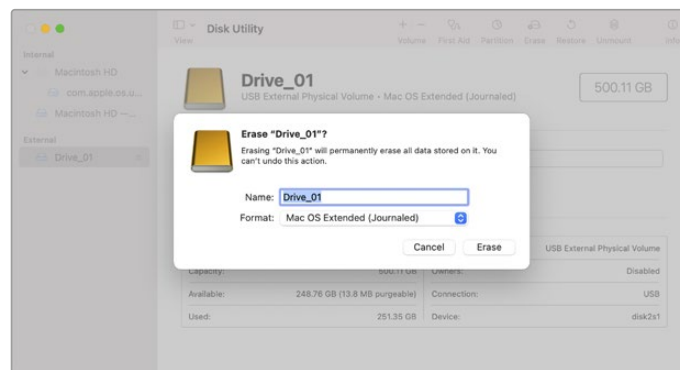 Disk Utility
View
Volume First Aid Partition Erase Restore Unmount Info
Internal
Macintosh HD
com.apple.os.u...
Macintosh HD —...
External
Drive_01
Drive_01
USB External Physical Volume • Mac OS Extended (Journaled)
500.11 GB
Erase “Drive_01”?
Erasing “Drive_01” will permanently erase all data stored on it. You
can’t undo this action.
Name: Drive_01
Format: Mac OS Extended (Journaled)
Cancel Erase
USB External Physical Volume
Capacity: 500.11 GB Owners: Disabled
Available: 248.76 GB (13.8 MB purgeable) Connection: USB
Used: 251.35 GB Device: disk2s1